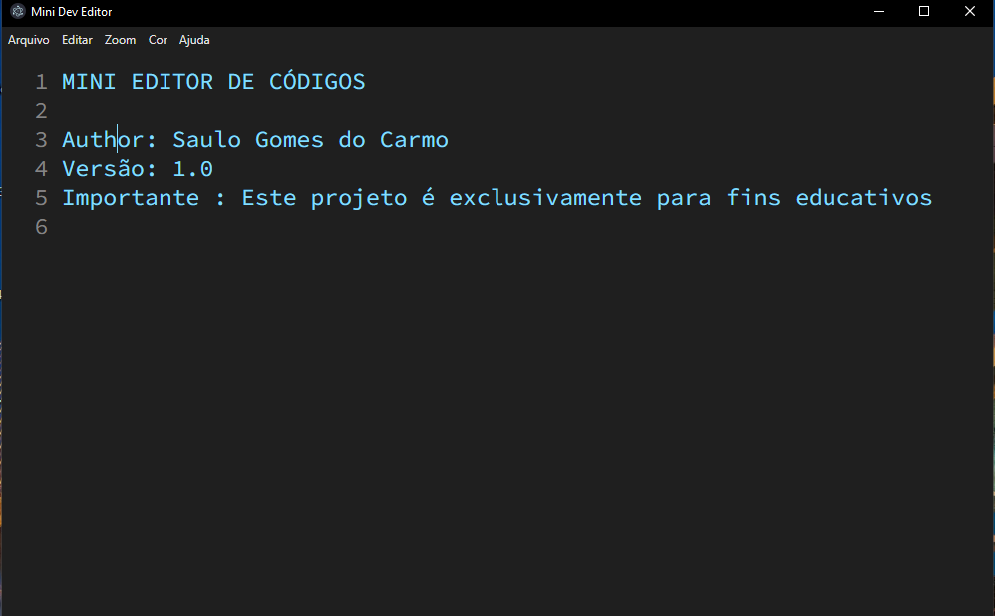 Mini Dev Editor
Arquivo Editar Zoom Cor Ajuda
1 MINI EDITOR DE CÓDIGOS
2
3 Author: Saulo Gomes do Carmo
4 Versão: 1.0
5 Importante : Este projeto é exclusivamente para fins educativos
6